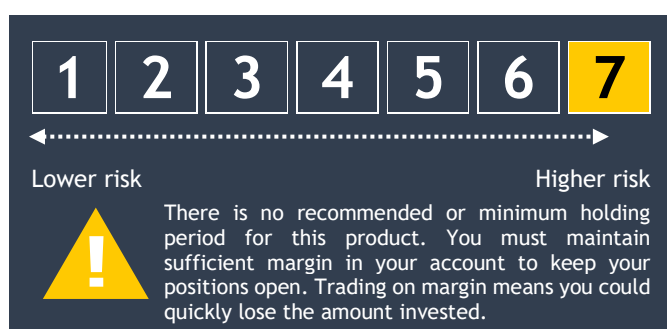 1 2 3 4 5 6 7
Lower risk Higher risk
!
There is no recommended or minimum holding
period for this product. You must maintain
sufficient margin in your account to keep your
positions open. Trading on margin means you could
quickly lose the amount invested.